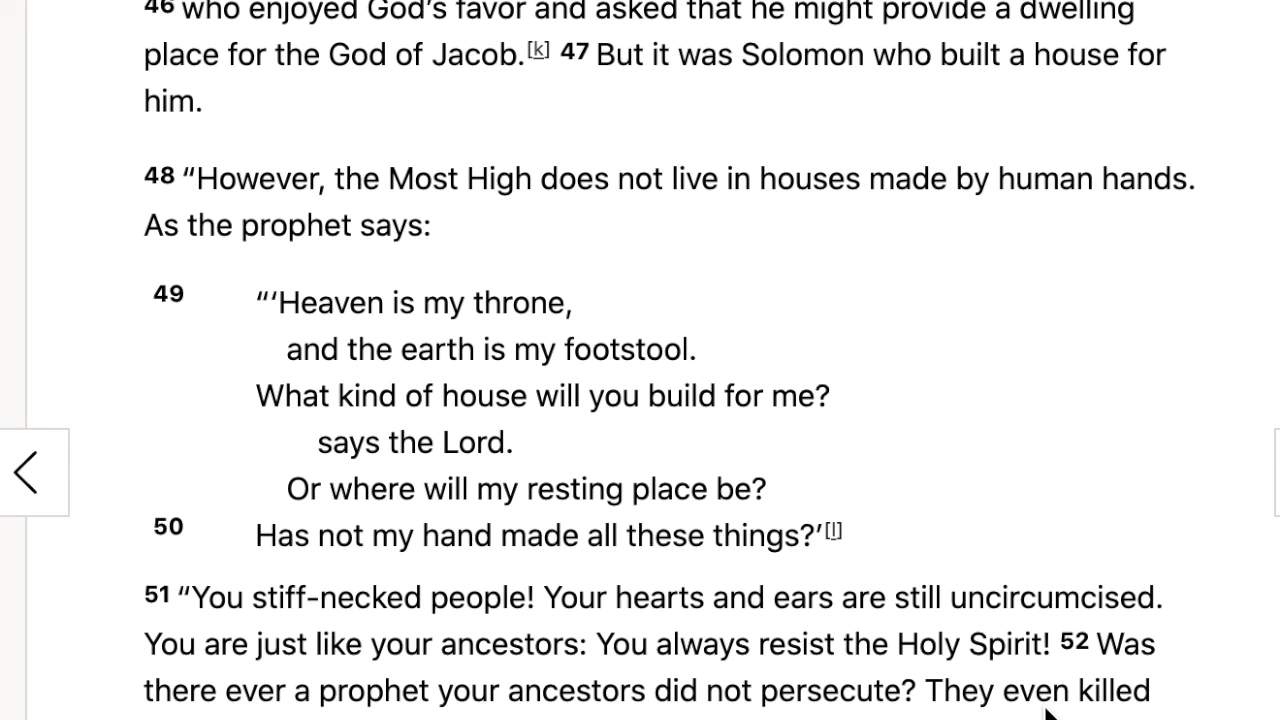 46 who enjoyed God’s favor and asked that he might provide a dwelling
place for the God of Jacob.[k] 47 But it was Solomon who built a house for
him.
48 “However, the Most High does not live in houses made by human hands.
As the prophet says:
49 “‘Heaven is my throne,
and the earth is my footstool.
What kind of house will you build for me?
says the Lord.
Or where will my resting place be?
50 Has not my hand made all these things?’[l]
51 “You stiff-necked people! Your hearts and ears are still uncircumcised.
You are just like your ancestors: You always resist the Holy Spirit! 52 Was
there ever a prophet your ancestors did not persecute? They even killed